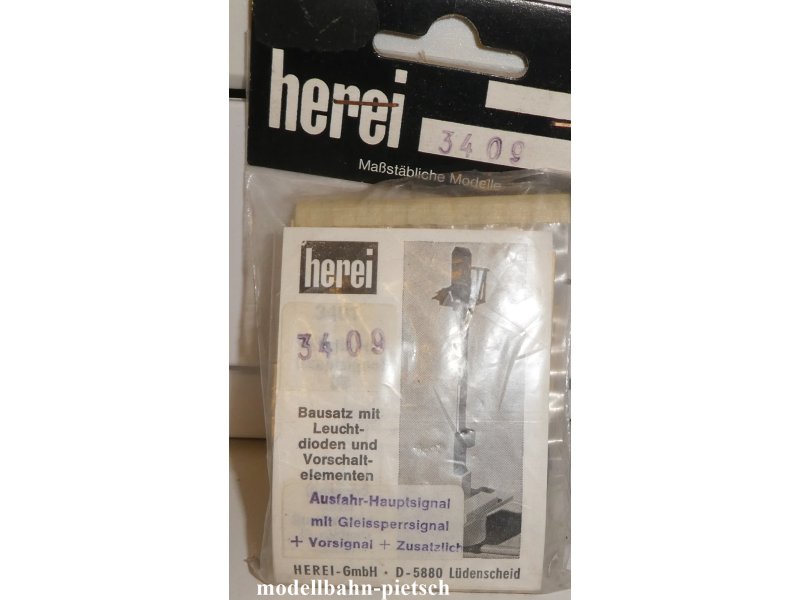 herei
3409
Maßstäbliche Modelle
herei
3409
Bausatz mit
Leucht-
dioden und
Vorschalt-
elementen
Ausfahr-Hauptsignal
mit Gleissperrsignal
+ Vorsignal + Zusatzlich
HEREI-GmbH · D-5880 Lüdenscheid
modellbahn-pietsch